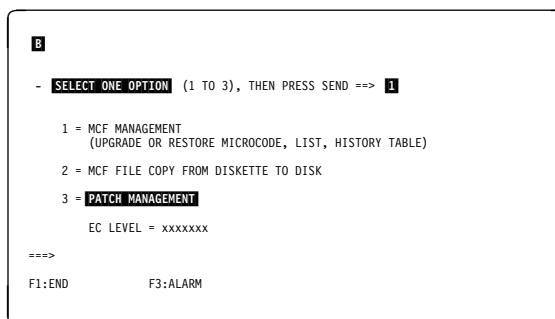 B
- SELECT ONE OPTION (1 TO 3), THEN PRESS SEND ==> 1
1 = MCF MANAGEMENT
(UPGRADE OR RESTORE MICROCODE, LIST, HISTORY TABLE)
2 = MCF FILE COPY FROM DISKETTE TO DISK
3 = PATCH MANAGEMENT
EC LEVEL = xxxxxxx
===>
F1:END F3:ALARM